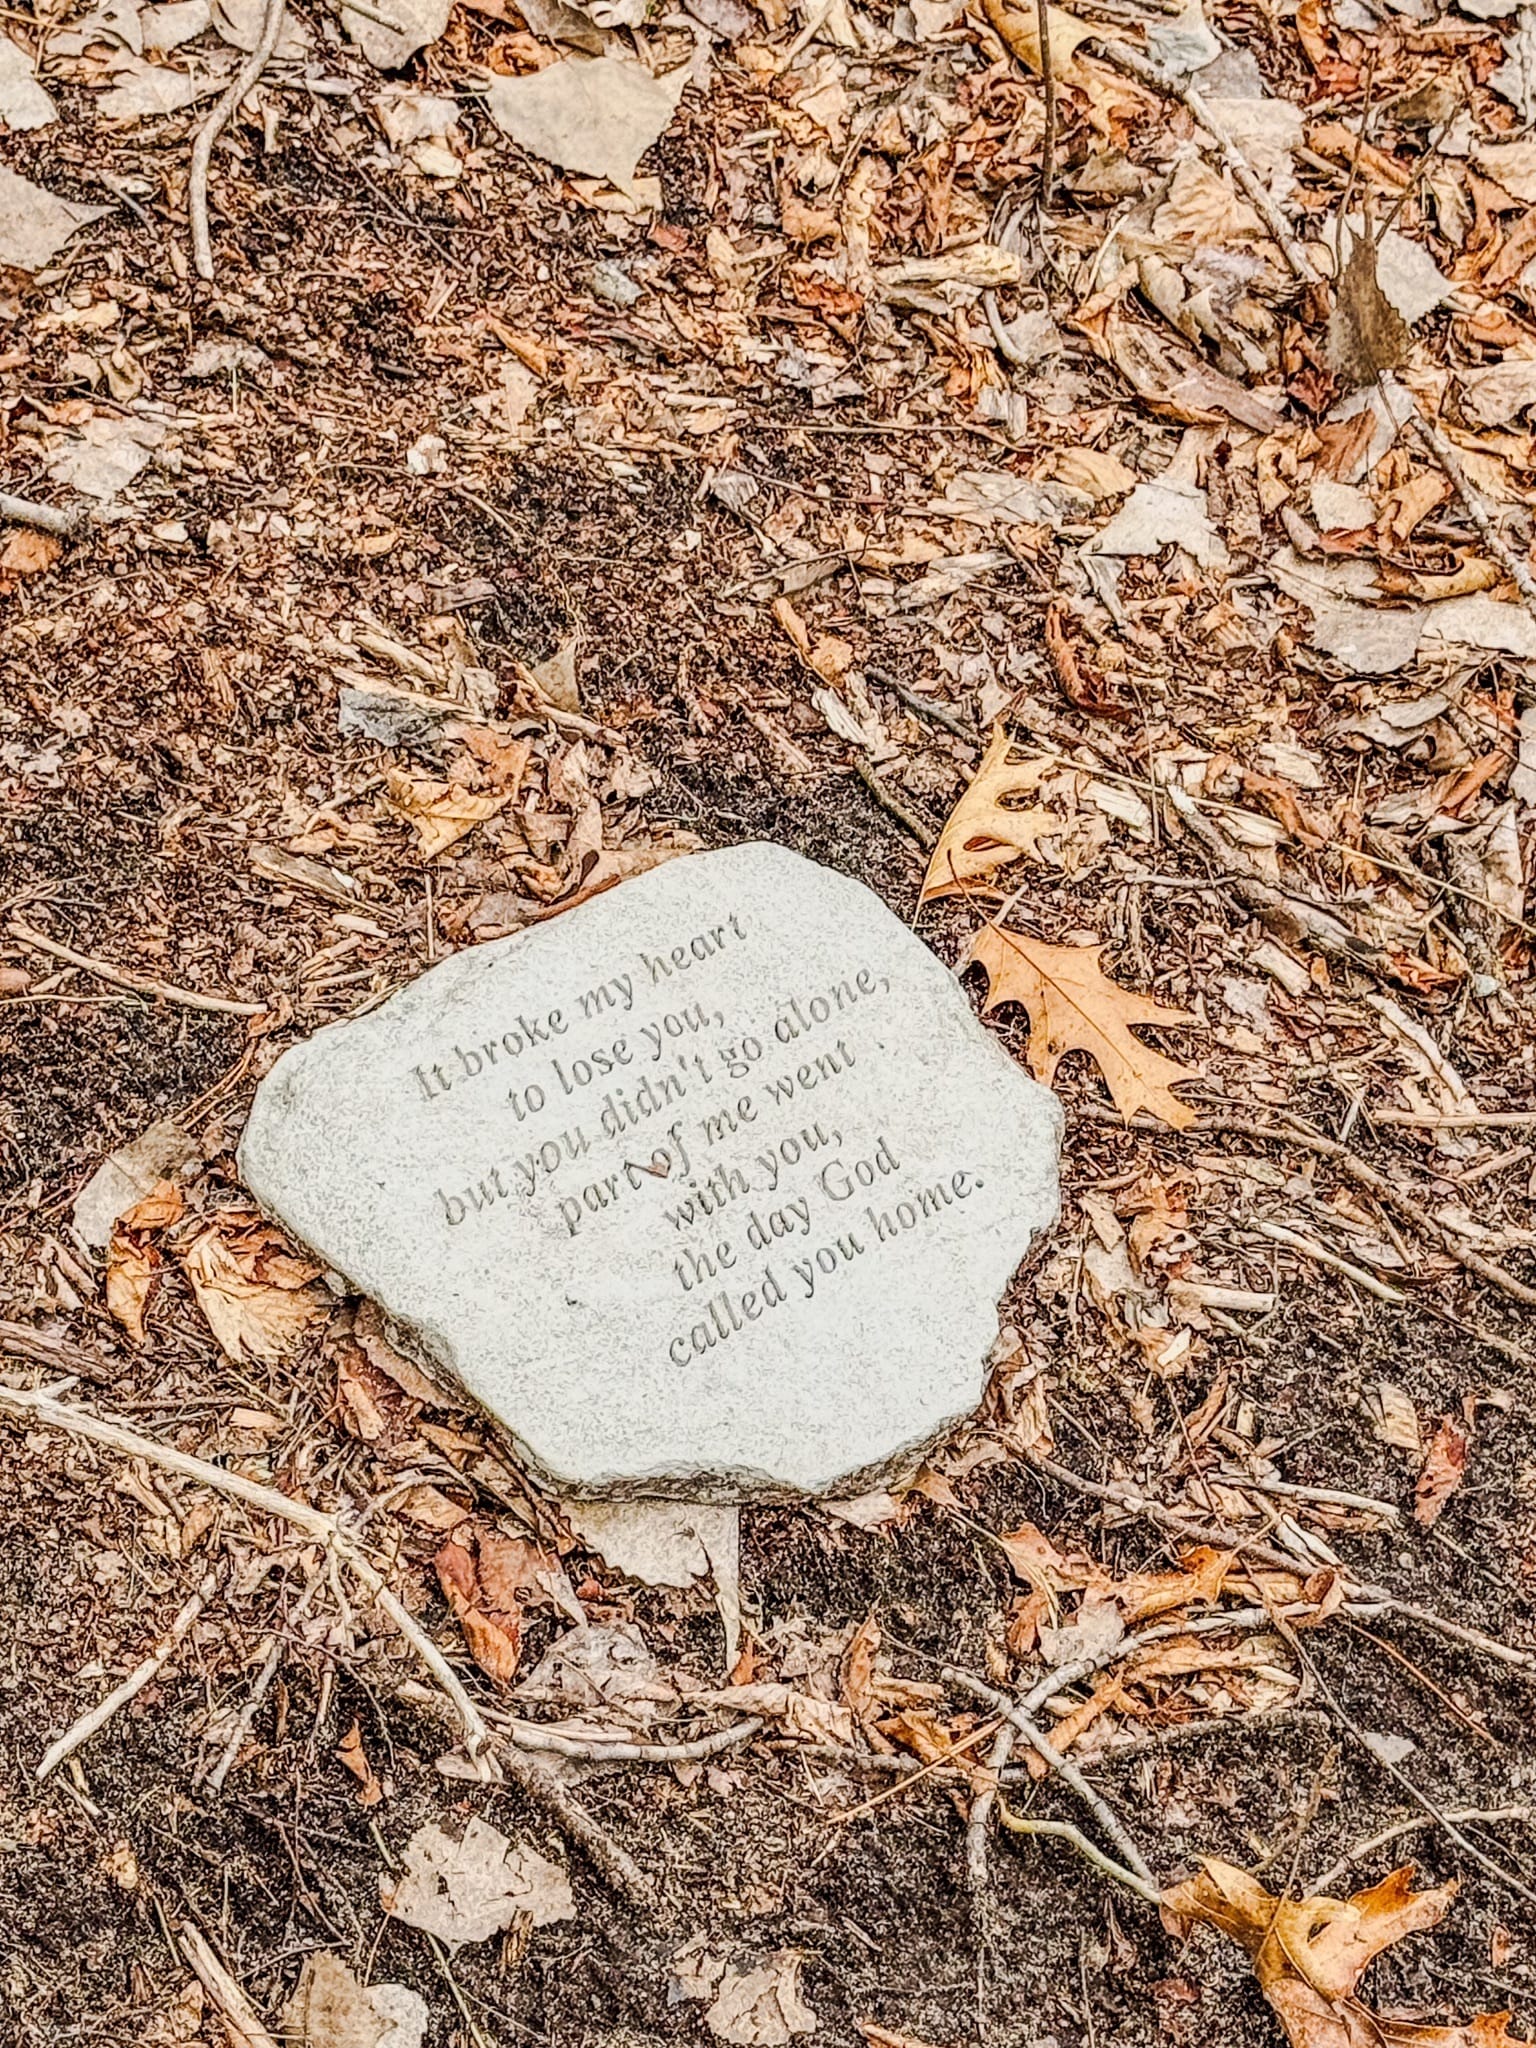 It broke my heart
to lose you,
but you didn't go alone,
part of me went
with you,
the day God
called you home.